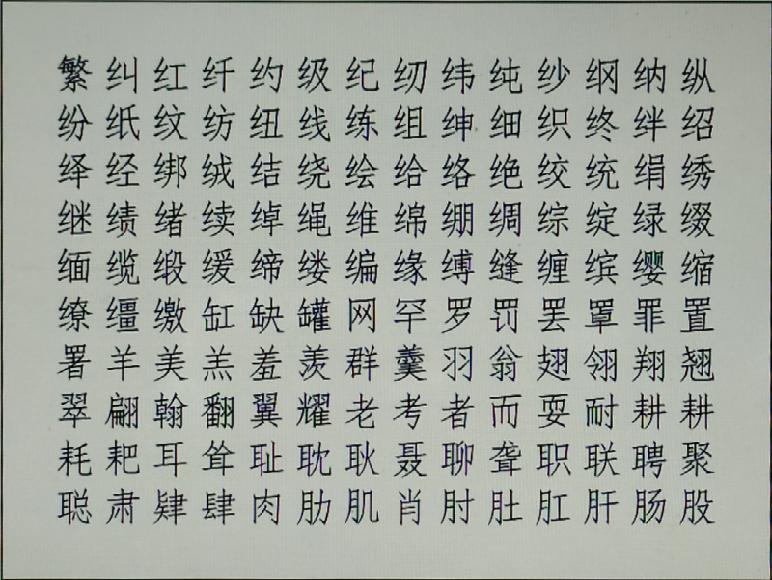 繁纠红纤约级纪纫纬纯纱纲纳纵
纷纸纹纺纽线练组绅细织终绊绍
绎经绑绒结绕绘给络绝绞统绢绣
继绩绪续绰绳维绵绷绸综绽绿缀
缅缆缎缓缔缕编缘缚缝缠缤缨缩
缭缰缴缸缺罐网罕罗罚罢罩罪置
署羊美羔羞羡群羹羽翁翅翎翔翘
翠翩翰翻翼耀老考者而耍耐耕耕
耗耙耳耸耻耽耿聂聊聋职联聘聚
聪肃肄肆肉肋肌肖肘肚肛肝肠股